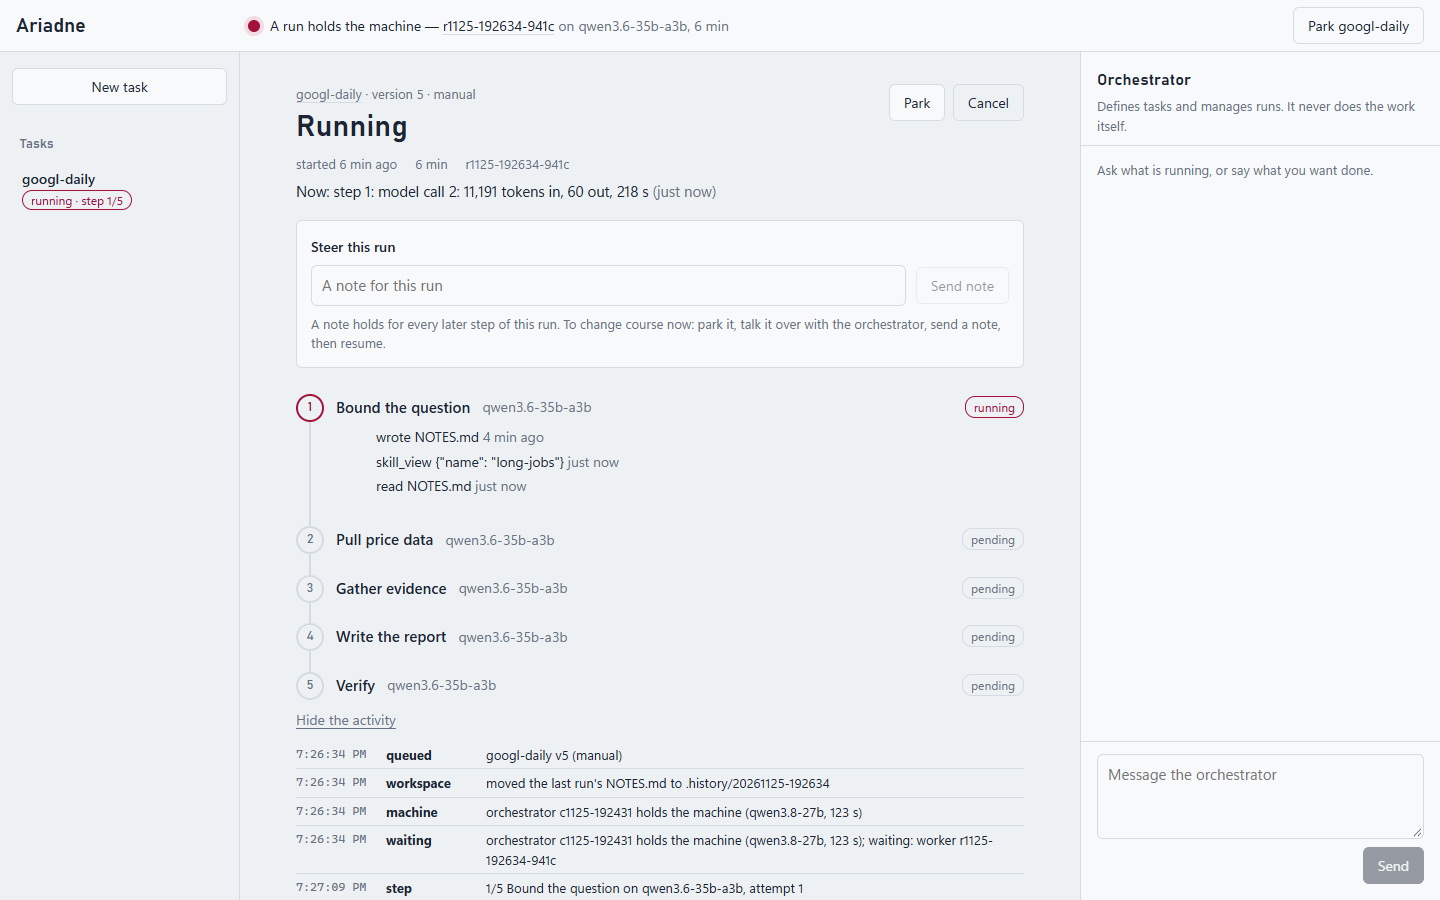 Ariadne
A run holds the machine — r1125-192634-941c on qwen3.6-35b-a3b, 6 min
Park googl-daily
New task
Tasks
googl-daily
running · step 1/5
googl-daily · version 5 · manual
Running
Park
Cancel
started 6 min ago 6 min r1125-192634-941c
Now: step 1: model call 2: 11,191 tokens in, 60 out, 218 s (just now)
Steer this run
A note for this run
Send note
A note holds for every later step of this run. To change course now: park it, talk it over with the orchestrator, send a note,
then resume.
1 Bound the question qwen3.6-35b-a3b running
wrote NOTES.md 4 min ago
skill_view {"name": "long-jobs"} just now
read NOTES.md just now
2 Pull price data qwen3.6-35b-a3b pending
3 Gather evidence qwen3.6-35b-a3b pending
4 Write the report qwen3.6-35b-a3b pending
5 Verify qwen3.6-35b-a3b pending
Hide the activity
7:26:34 PM queued googl-daily v5 (manual)
7:26:34 PM workspace moved the last run's NOTES.md to .history/20261125-192634
7:26:34 PM machine orchestrator c1125-192431 holds the machine (qwen3.8-27b, 123 s)
7:26:34 PM waiting orchestrator c1125-192431 holds the machine (qwen3.8-27b, 123 s); waiting: worker r1125-
192634-941c
7:27:09 PM step 1/5 Bound the question on qwen3.6-35b-a3b, attempt 1
Orchestrator
Defines tasks and manages runs. It never does the work
itself.
Ask what is running, or say what you want done.
Message the orchestrator
Send